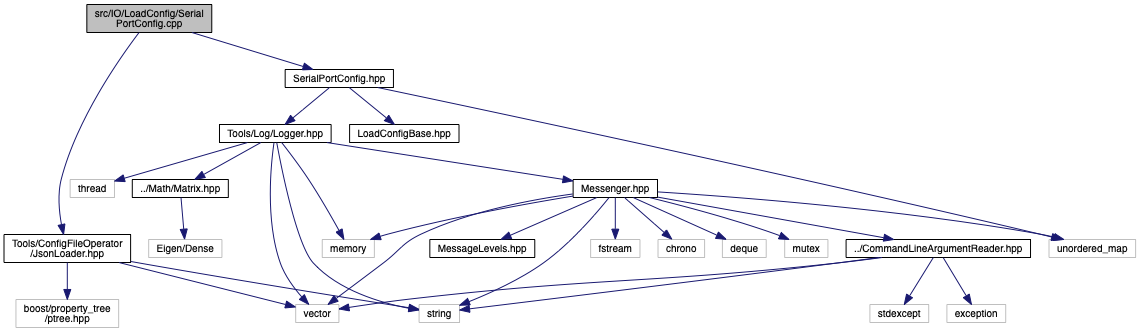 src/IO/LoadConfig/Serial
PortConfig.cpp
SerialPortConfig.hpp
Tools/Log/Logger.hpp
LoadConfigBase.hpp
thread
../Math/Matrix.hpp
Messenger.hpp
Tools/ConfigFileOperator
/JsonLoader.hpp
Eigen/Dense
memory
MessageLevels.hpp
fstream
chrono
deque
mutex
../CommandLineArgumentReader.hpp
unordered_map
boost/property_tree
/ptree.hpp
vector
string
stdexcept
exception